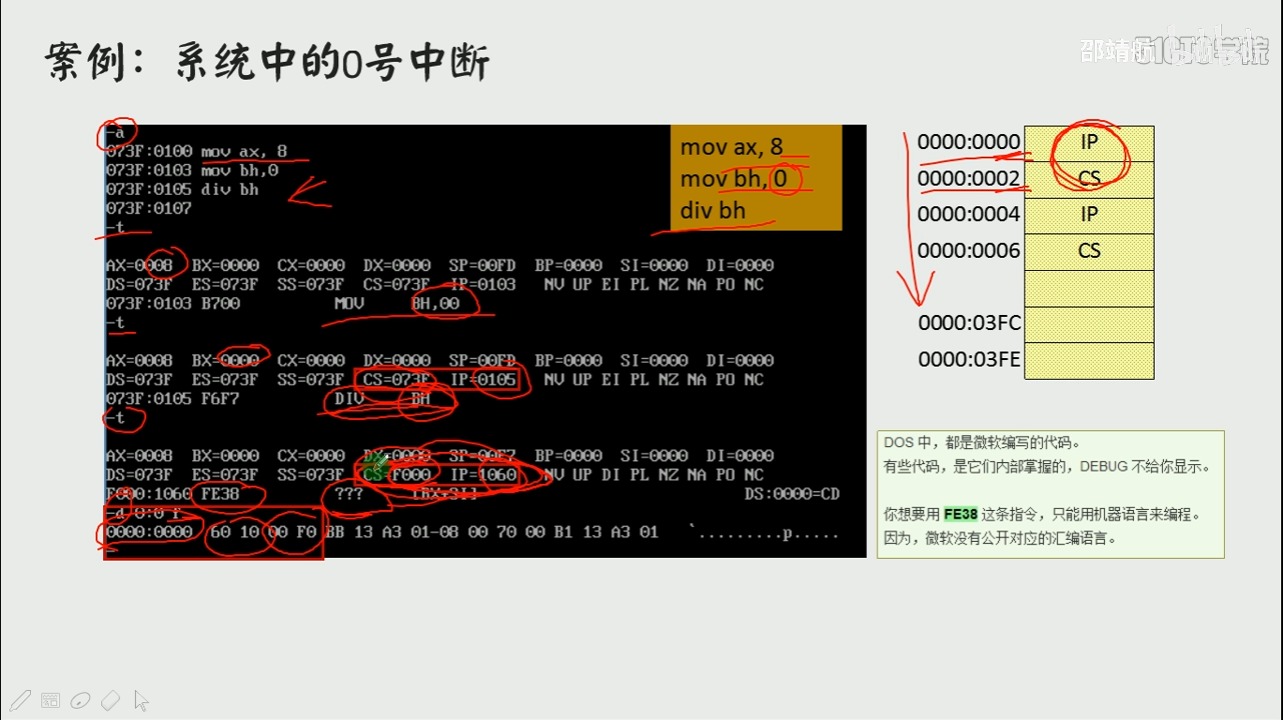 案例：系统中的0号中断
邵靖航
-a
073F:0100 mov ax, 8
073F:0103 mov bh,0
073F:0105 div bh
073F:0107
-t
AX=0008 BX=0000 CX=0000 DX=0000 SP=00FD BP=0000 SI=0000 DI=0000
DS=073F ES=073F SS=073F CS=073F IP=0103 NV UP EI PL NZ NA PO NC
073F:0103 B700 MOV BH,00
-t
AX=0008 BX=0000 CX=0000 DX=0000 SP=00FD BP=0000 SI=0000 DI=0000
DS=073F ES=073F SS=073F CS=073F IP=0105 NV UP EI PL NZ NA PO NC
073F:0105 F6F7 DIV BH
-t
AX=0008 BX=0000 CX=0000 DX=0000 SP=00F7 BP=0000 SI=0000 DI=0000
DS=073F ES=073F SS=073F CS=F000 IP=1060 NV UP DI PL NZ NA PO NC
F000:1060 FE38 ??? [BX+SI] DS:0000=CD
-d 0:0 f
0000:0000 60 10 00 F0 BB 13 A3 01-08 00 70 00 B1 13 A3 01 `.........p.....
-
mov ax, 8
mov bh, 0
div bh
0000:0000 IP
0000:0002 CS
0000:0004 IP
0000:0006 CS
0000:03FC
0000:03FE
DOS 中，都是微软编写的代码。
有些代码，是它们内部掌握的，DEBUG 不给你显示。
你想要用 FE38 这条指令，只能用机器语言来编程。
因为，微软没有公开对应的汇编语言。